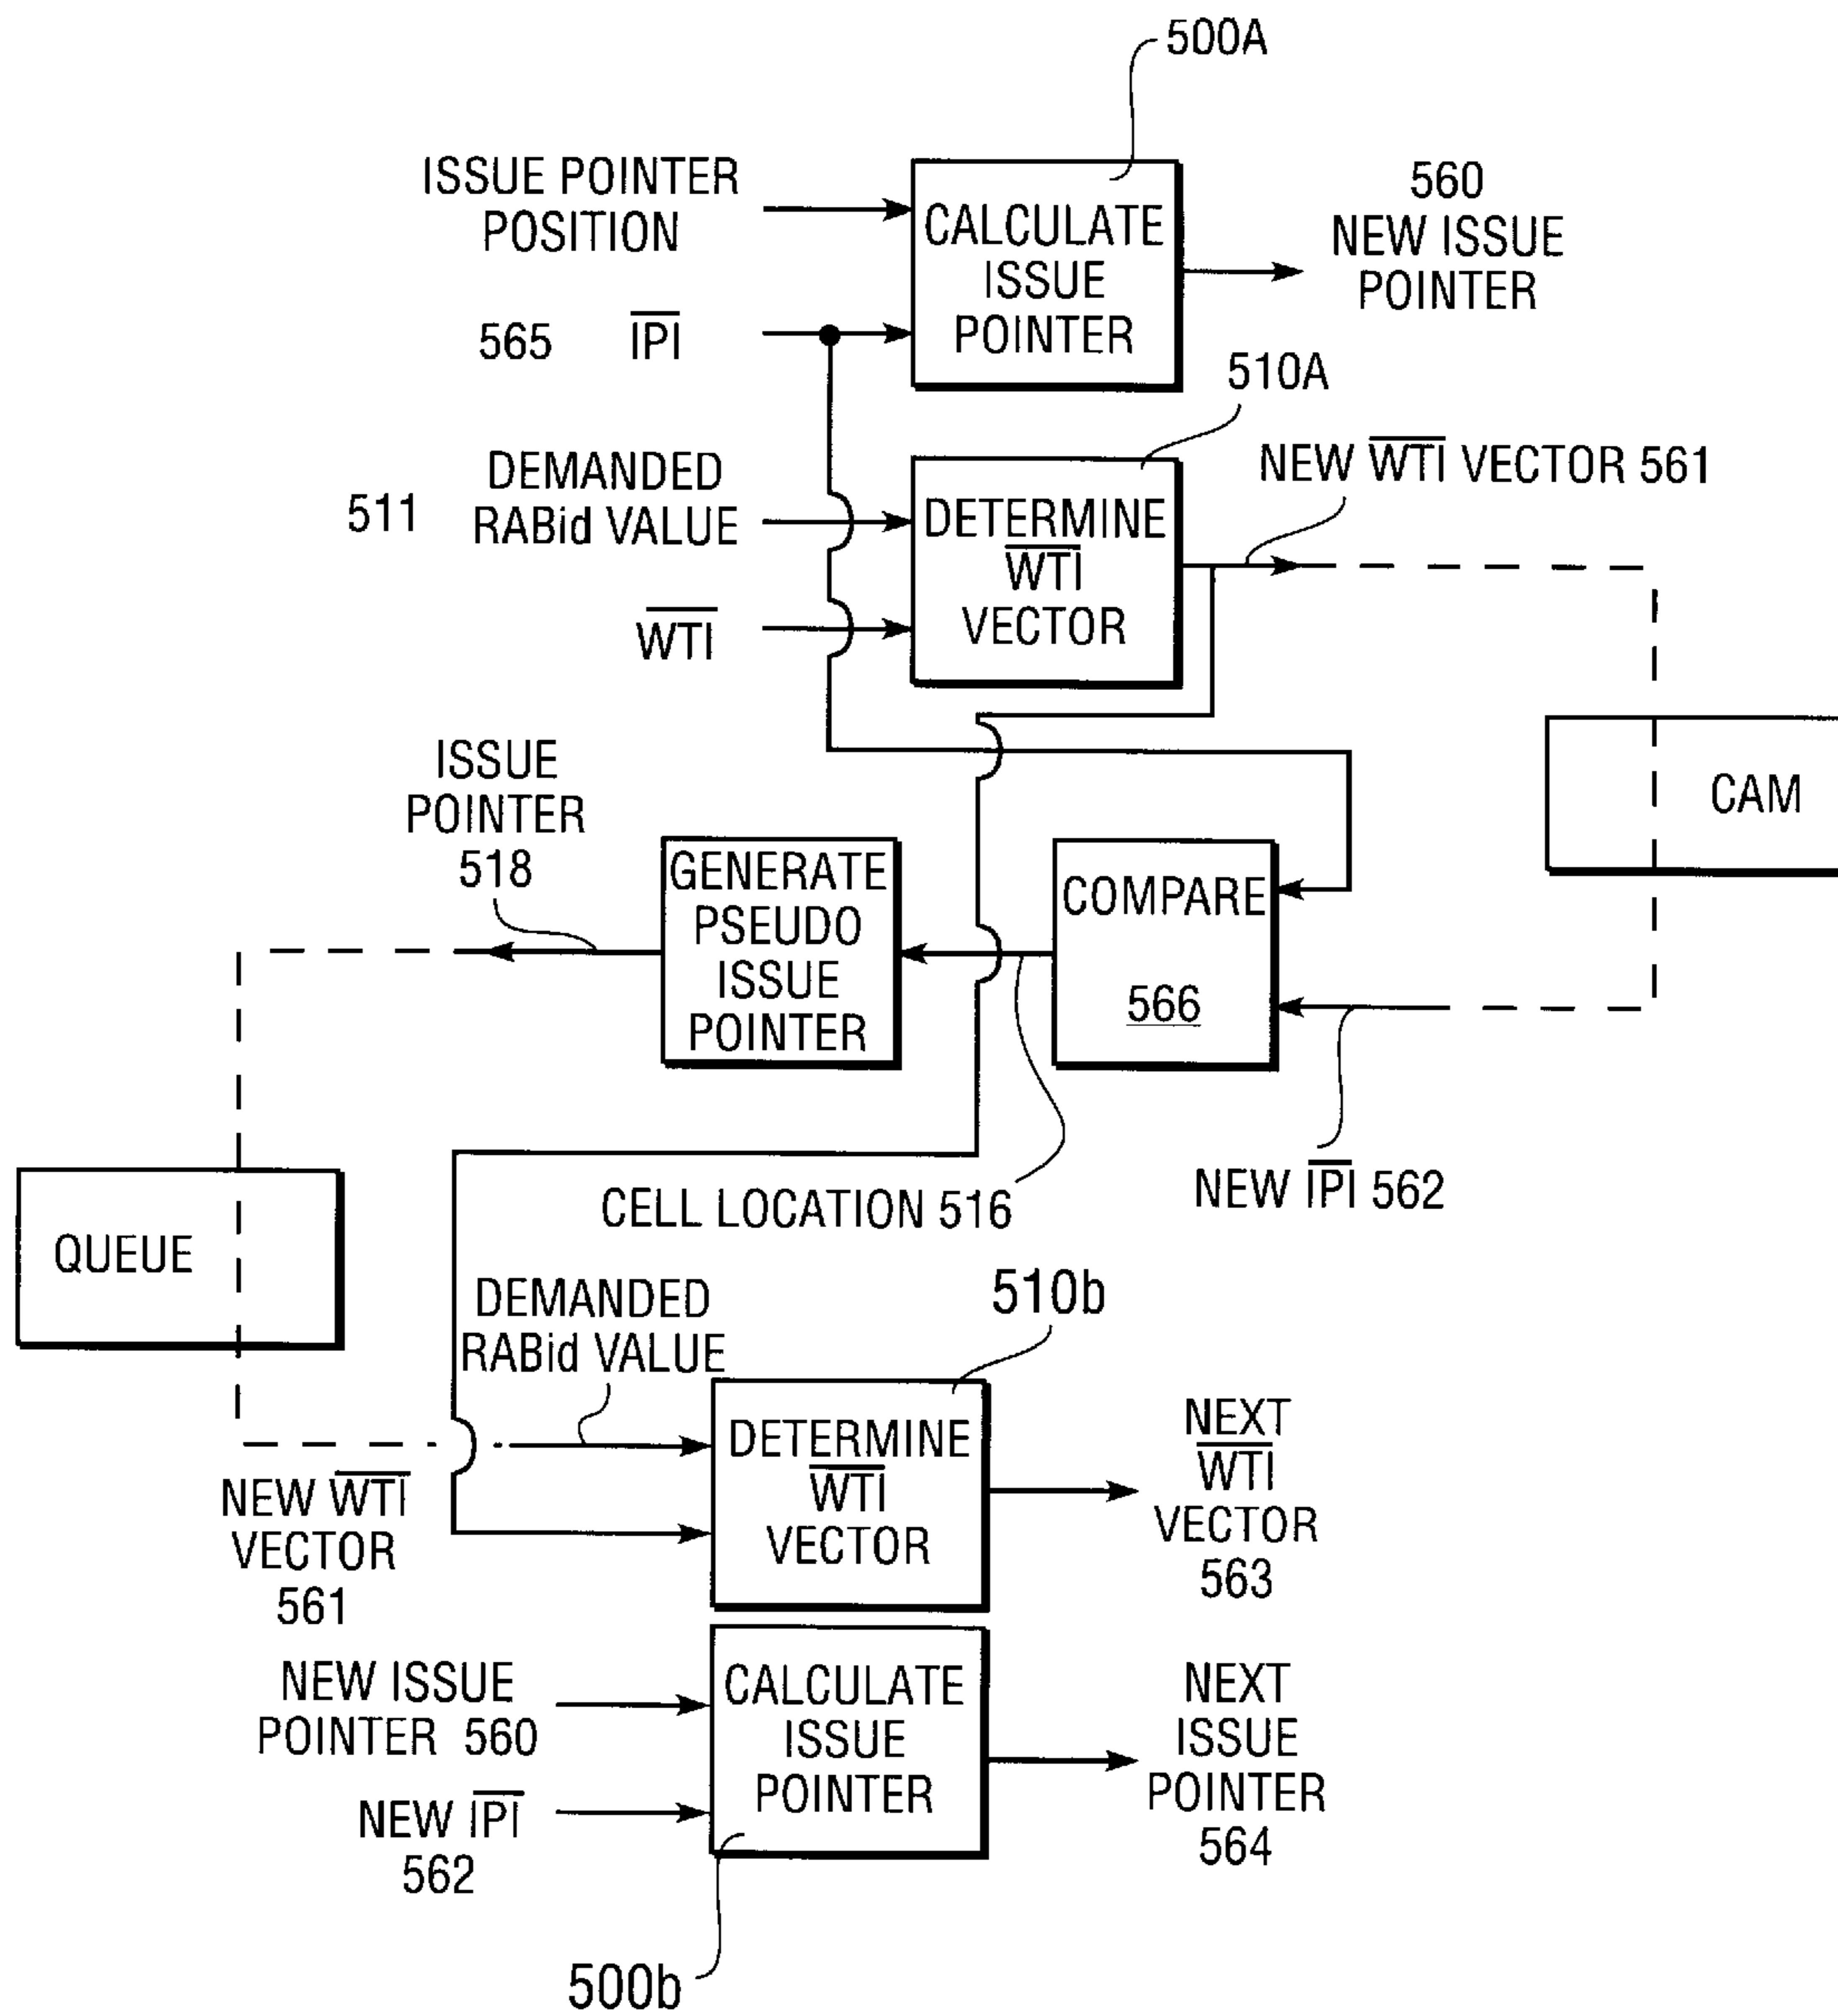 500A
ISSUE POINTER
POSITION
560
NEW ISSUE
POINTER
CALCULATE
ISSUE
POINTER
565 IPI
510A
DEMANDED
511 RABid VALUE
NEW WTI VECTOR 561
DETERMINE
WTI
VECTOR
WTI
ISSUE
POINTER
518
CAM
GENERATE
PSEUDO
ISSUE
POINTER
COMPARE
566
NEW IPI 562
CELL LOCATION 516
QUEUE
DEMANDED
RABid VALUE
510b
DETERMINE
WTI
VECTOR
NEXT
WTI
VECTOR
563
NEW WTI
VECTOR
561
NEW ISSUE
POINTER 560
CALCULATE
ISSUE
POINTER
NEXT
ISSUE
POINTER
564
NEW IPI
562
500b